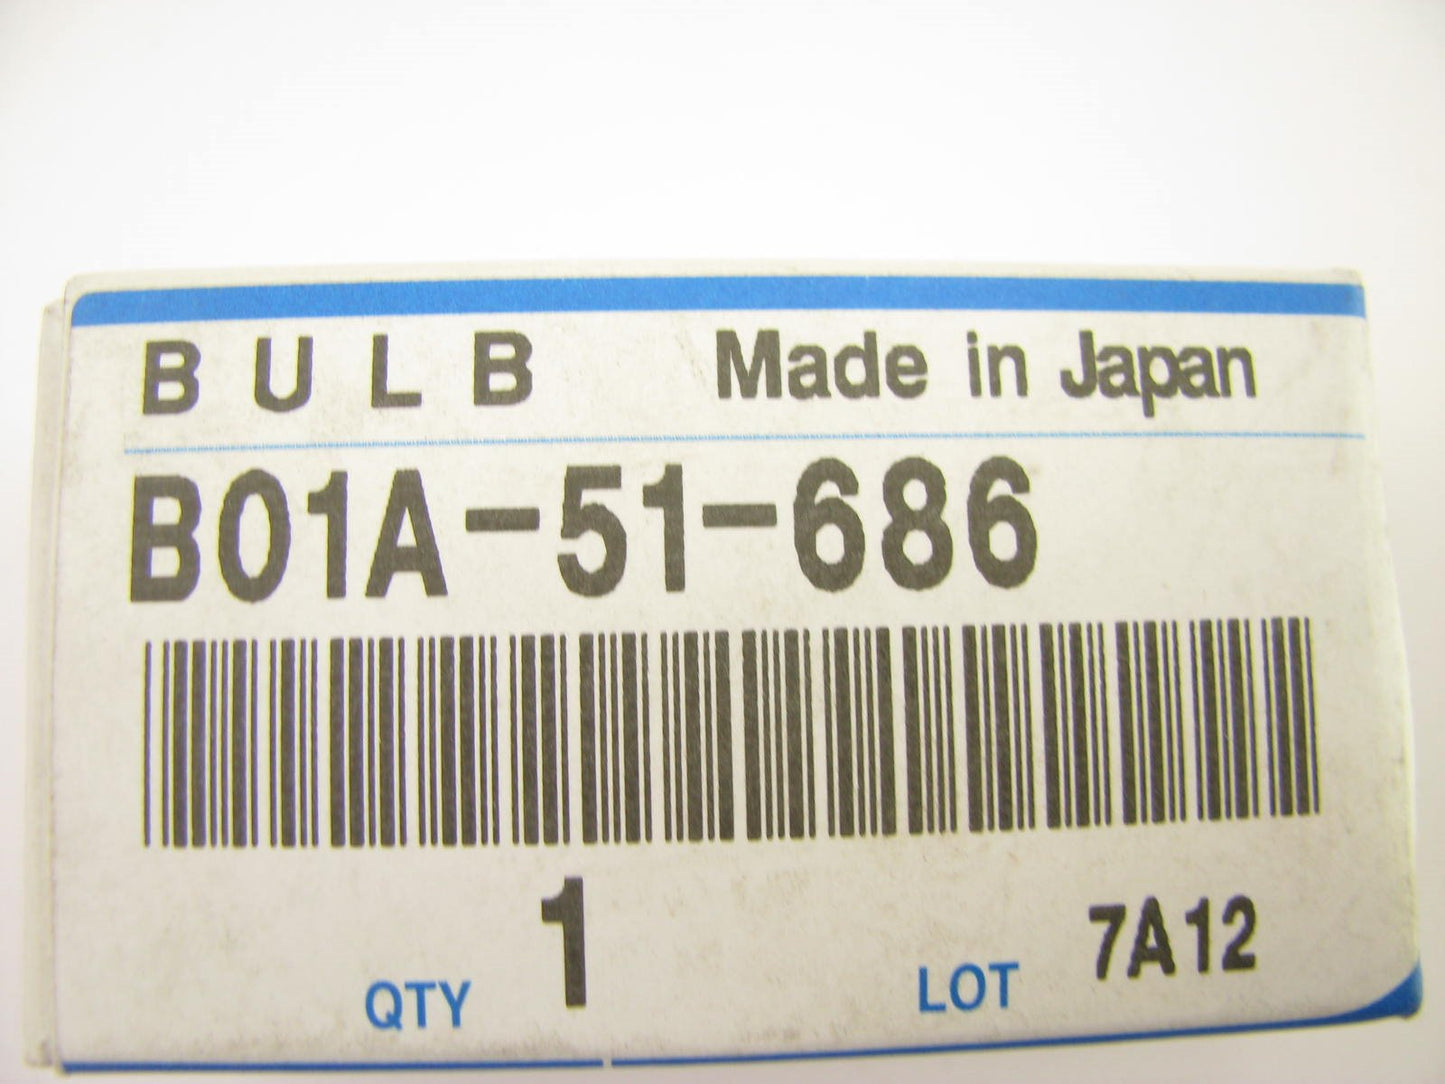 BULB Made in Japan
B01A-51-686
QTY 1 LOT 7A12